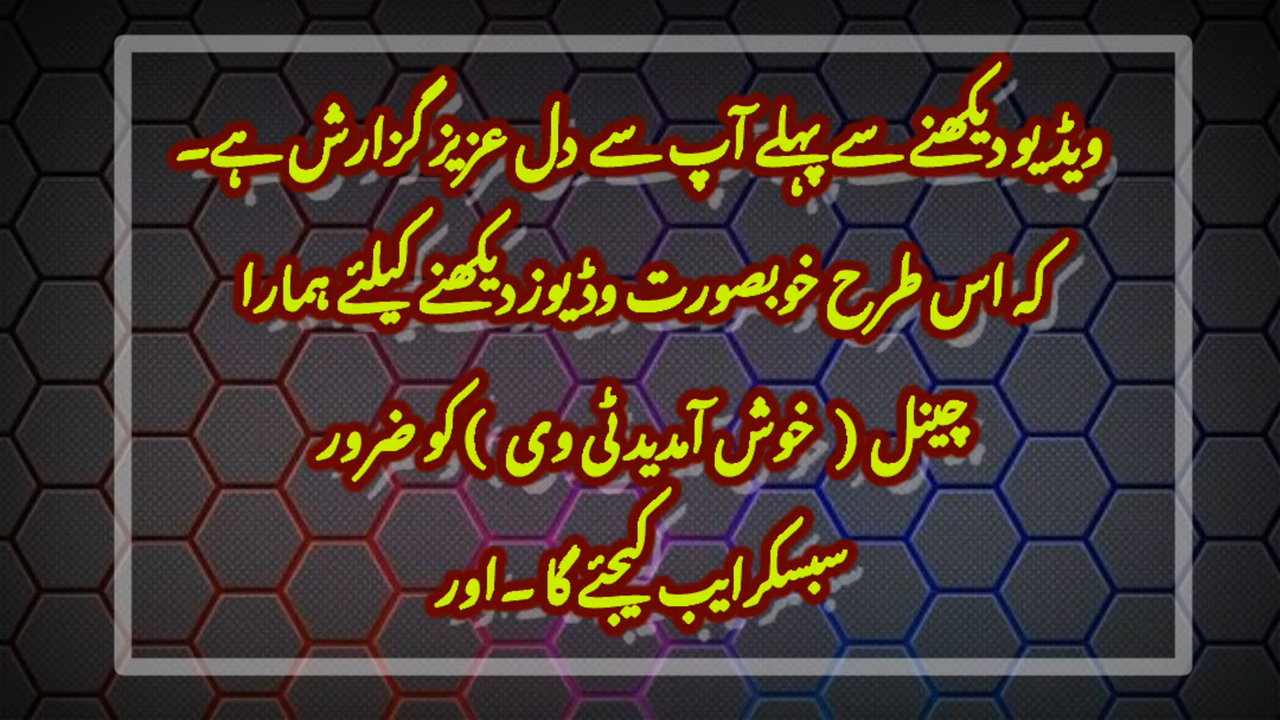 ویڈیو دیکھنے سے پہلے آپ سے دل عزیز گزارش ہے۔
کہ اس طرح خوبصورت وڈیوز دیکھنے کیلئے ہمارا
چینل ( خوش آمدید ٹی وی ) کو ضرور
سبسکرایب کیجئے گا ۔ اور